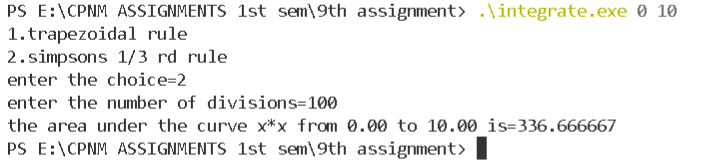 PS E:\CPNM ASSIGNMENTS 1st sem\9th assignment> .\integrate.exe 0 10
1.trapezoidal rule
2.simpsons 1/3 rd rule
enter the choice=2
enter the number of divisions=100
the area under the curve x*x from 0.00 to 10.00 is=336.666667
PS E:\CPNM ASSIGNMENTS 1st sem\9th assignment>